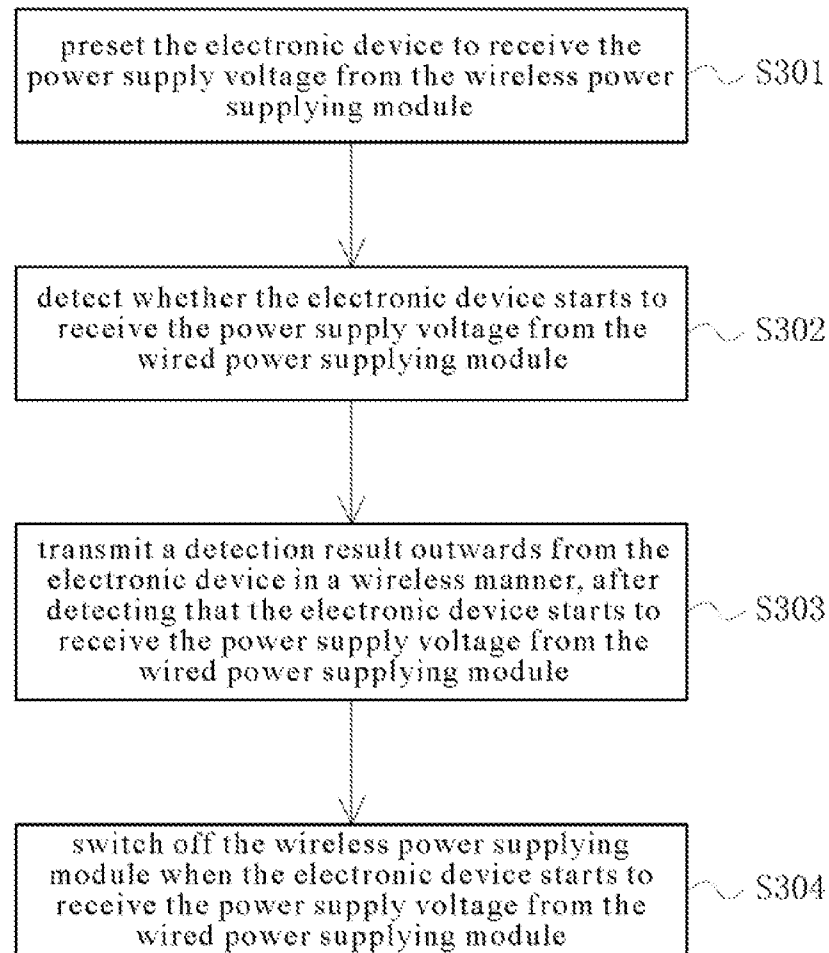 preset the electronic device to receive the
power supply voltage from the wireless power
supplying module
S301
detect whether the electronic device starts to
receive the power supply voltage from the
wired power supplying module
S302
transmit a detection result outwards from the
electronic device in a wireless manner, after
detecting that the electronic device starts to
receive the power supply voltage from the
wired power supplying module
S303
switch off the wireless power supplying
module when the electronic device starts to
receive the power supply voltage from the
wired power supplying module
S304